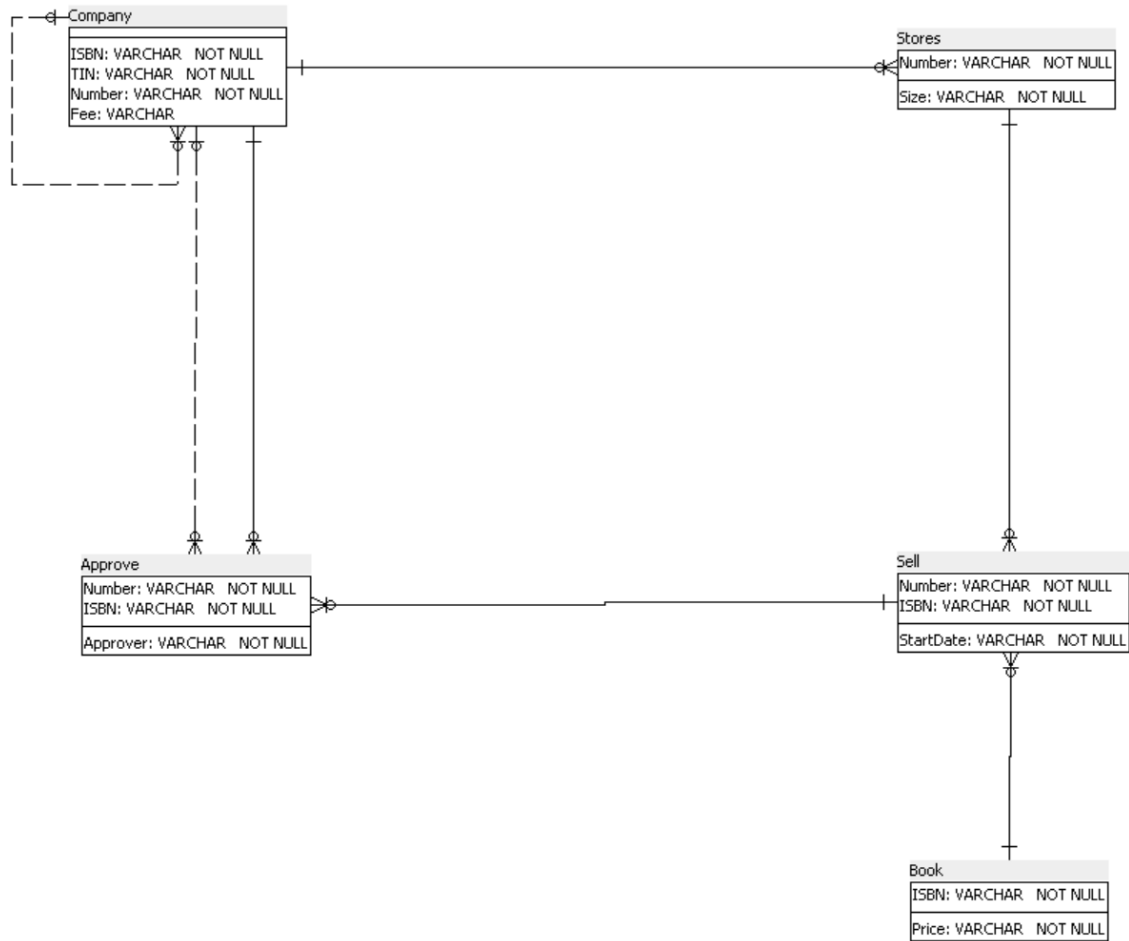 Company
ISBN: VARCHAR NOT NULL
TIN: VARCHAR NOT NULL
Number: VARCHAR NOT NULL
Fee: VARCHAR
Stores
Number: VARCHAR NOT NULL
Size: VARCHAR NOT NULL
Approve
Number: VARCHAR NOT NULL
ISBN: VARCHAR NOT NULL
Approver: VARCHAR NOT NULL
Sell
Number: VARCHAR NOT NULL
ISBN: VARCHAR NOT NULL
StartDate: VARCHAR NOT NULL
Book
ISBN: VARCHAR NOT NULL
Price: VARCHAR NOT NULL